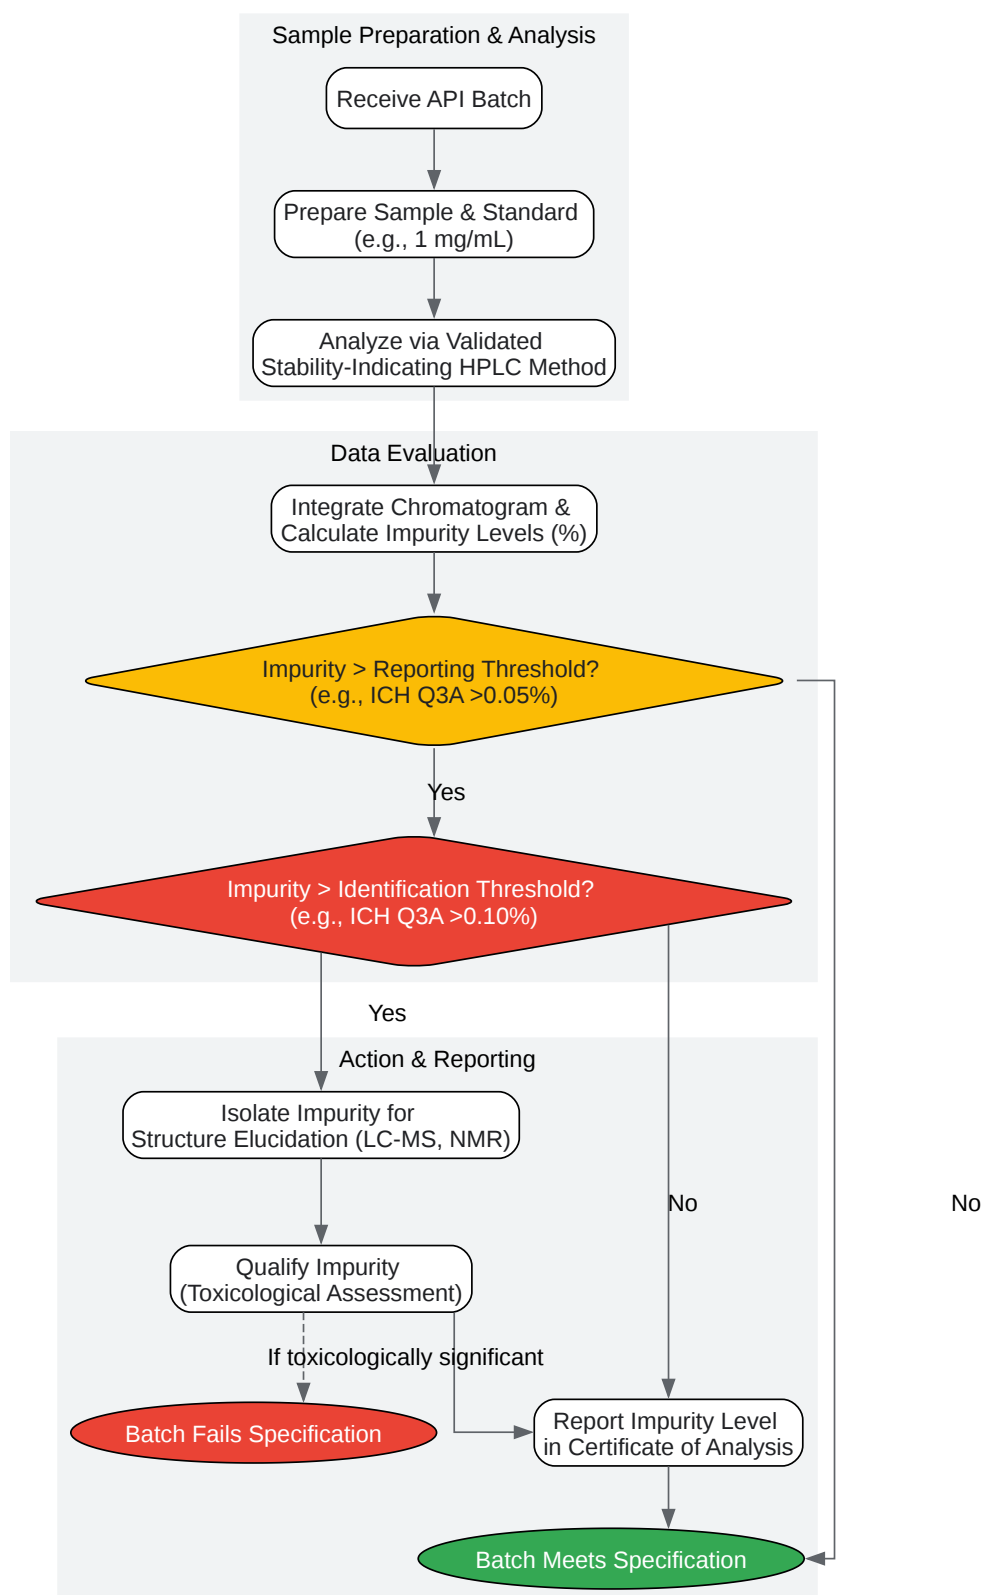 Sample Preparation & Analysis
Receive API Batch
Prepare Sample & Standard
(e.g., 1 mg/mL)
Analyze via Validated
Stability-Indicating HPLC Method
Data Evaluation
Integrate Chromatogram &
Calculate Impurity Levels (%)
Impurity > Reporting Threshold?
(e.g., ICH Q3A >0.05%)
Yes
Impurity > Identification Threshold?
(e.g., ICH Q3A >0.10%)
Yes
Action & Reporting
Isolate Impurity for
Structure Elucidation (LC-MS, NMR)
No
No
Qualify Impurity
(Toxicological Assessment)
If toxicologically significant
Batch Fails Specification
Report Impurity Level
in Certificate of Analysis
Batch Meets Specification